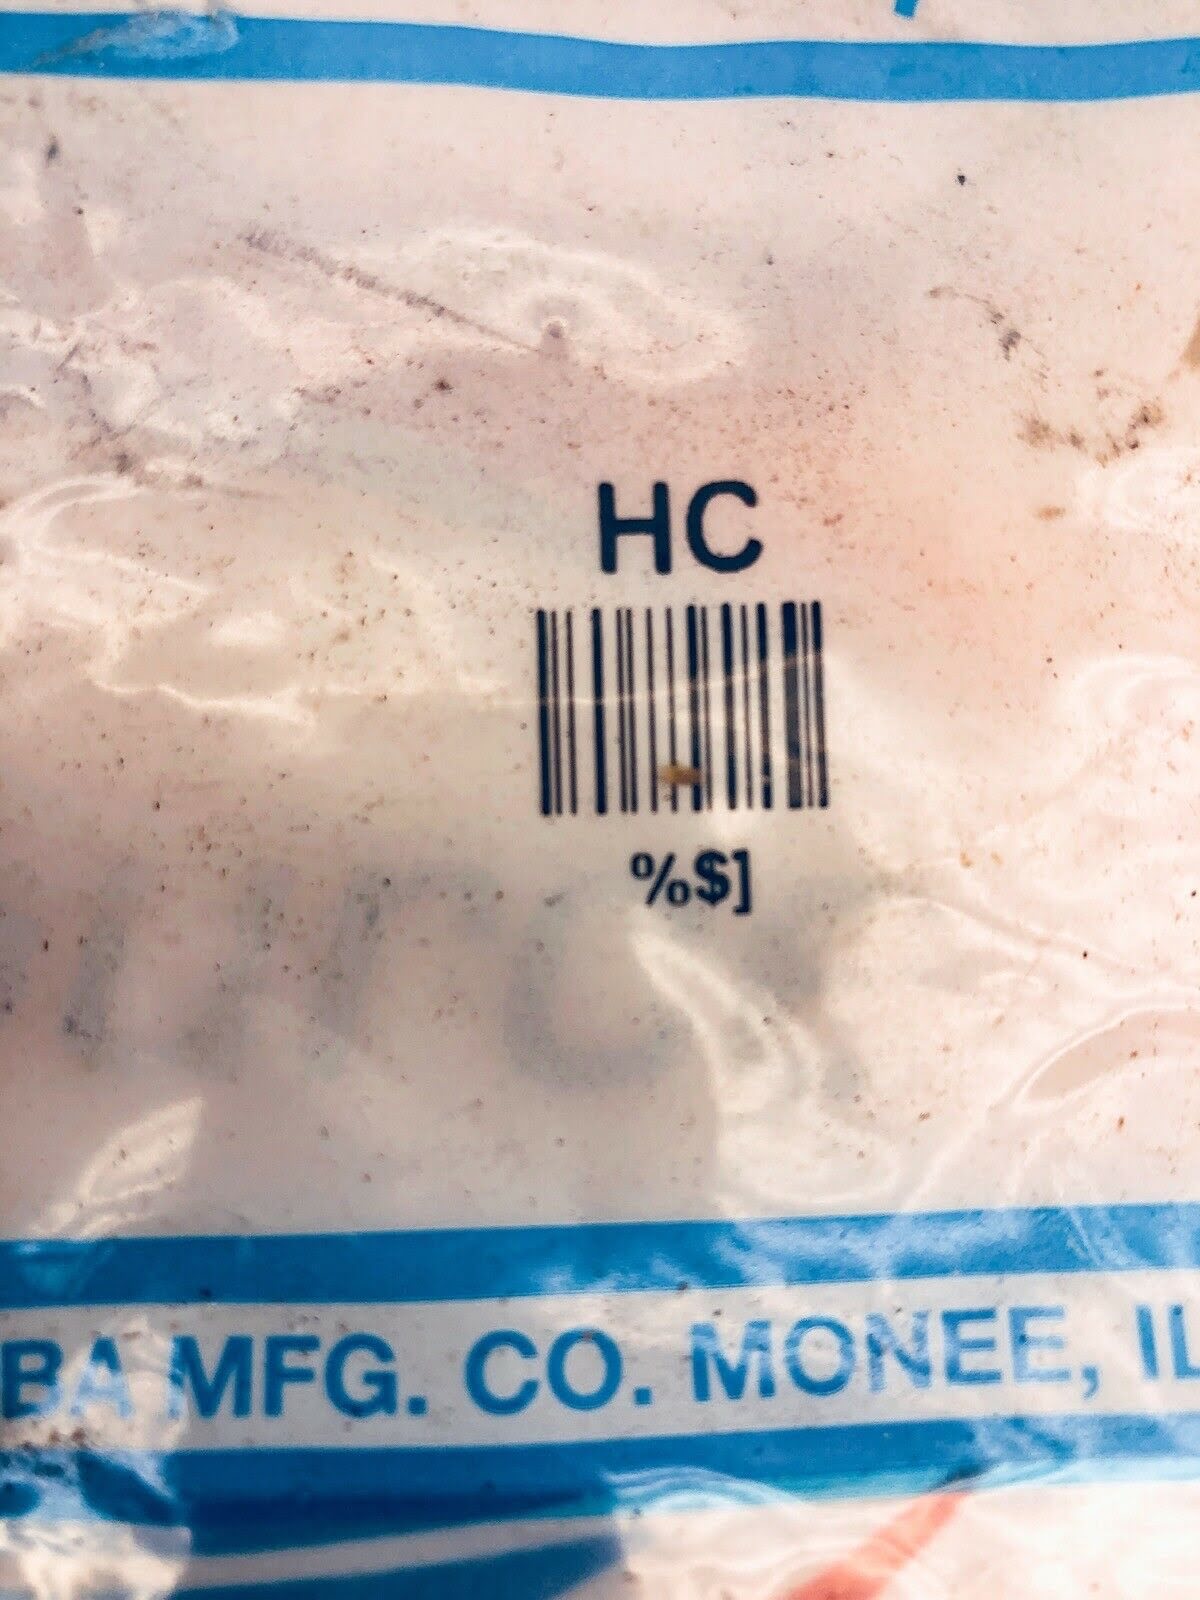 HC
%$]
BA MFG. CO. MONEE, IL